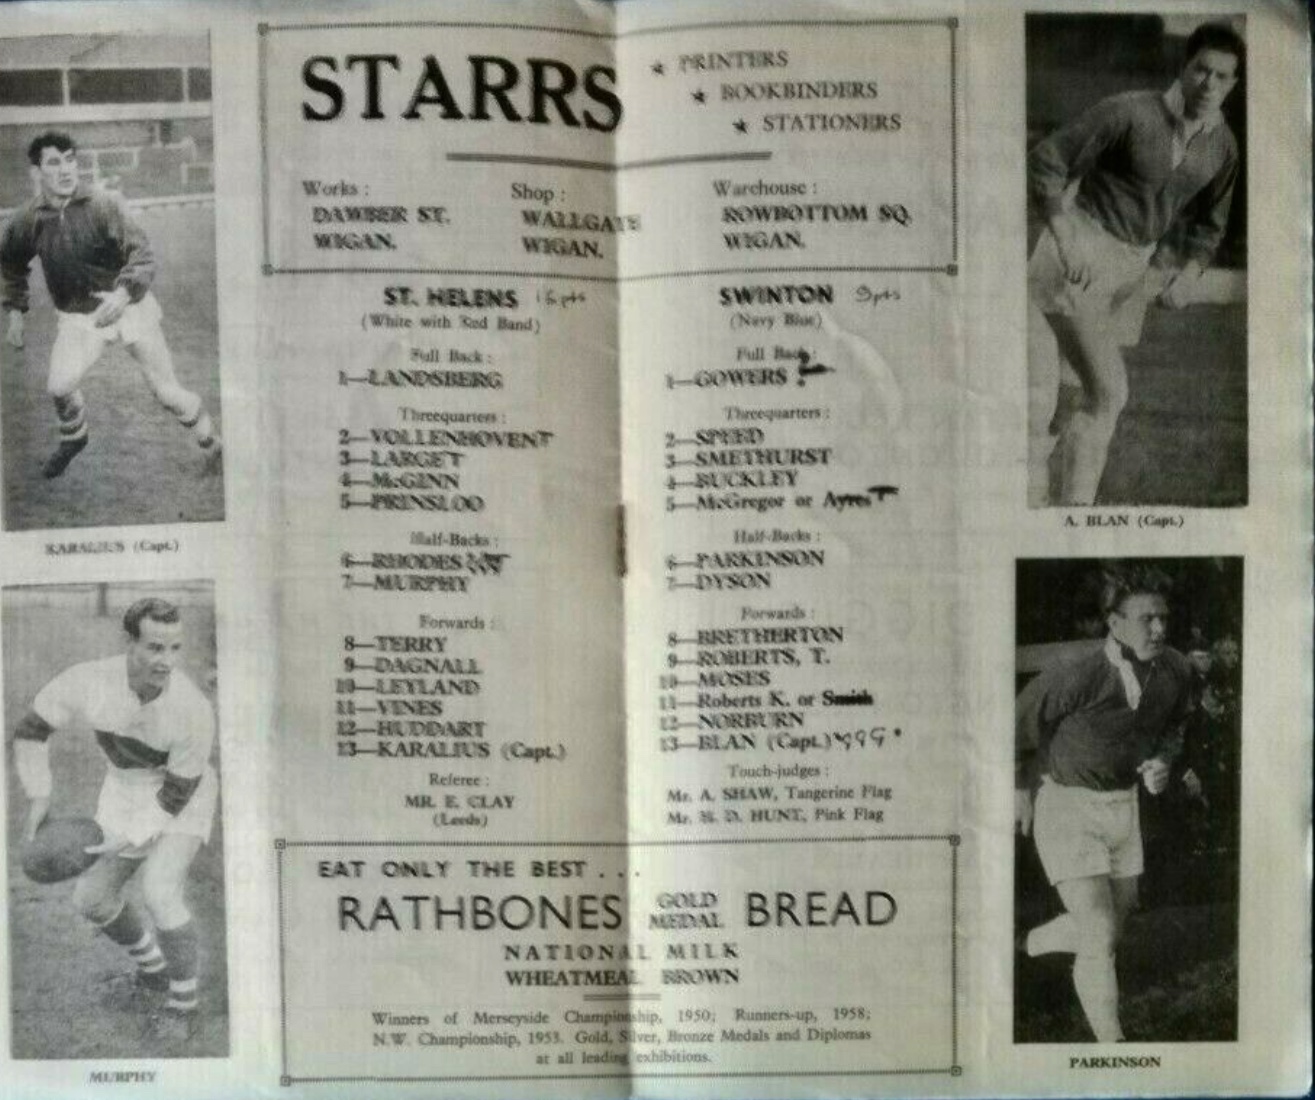 STARRS
★ PRINTERS
★ BOOKBINDERS
★ STATIONERS
Works : Shop : Warehouse :
DAWBER ST. WALLGATE ROWBOTTOM SQ.
WIGAN. WIGAN. WIGAN.
ST. HELENS
(White with Red Band)
Full Back :
1—LANDSBERG
Threequarters :
2—VOLLENHOVEN T
3—LARGE T
4—McGINN
5—PRINSLOO
Half-Backs :
6—RHODES
7—MURPHY
Forwards :
8—TERRY
9—DAGNALL
10—LEYLAND
11—VINES
12—HUDDART
13—KARALIUS (Capt.)
Referee :
MR. E. CLAY
(Leeds)
SWINTON 9pts
(Navy Blue)
Full Back :
1—GOWERS
Threequarters :
2—SPEED
3—SMETHURST
4—BUCKLEY
5—McGregor or Ayres T
Half-Backs :
6—PARKINSON
7—DYSON
Forwards :
8—BRETHERTON
9—ROBERTS, T.
10—MOSES
11—Roberts K. or Smith
12—NORBURN
13—BLAN (Capt.)
Touch-judges :
Mr. A. SHAW, Tangerine Flag
Mr. H. D. HUNT, Pink Flag
KARALIUS (Capt.)
MURPHY
A. BLAN (Capt.)
PARKINSON
EAT ONLY THE BEST . . .
RATHBONES GOLD MEDAL BREAD
NATIONAL MILK
WHEATMEAL BROWN
Winners of Merseyside Championship, 1950; Runners-up, 1958;
N.W. Championship, 1953. Gold, Silver, Bronze Medals and Diplomas
at all leading exhibitions.